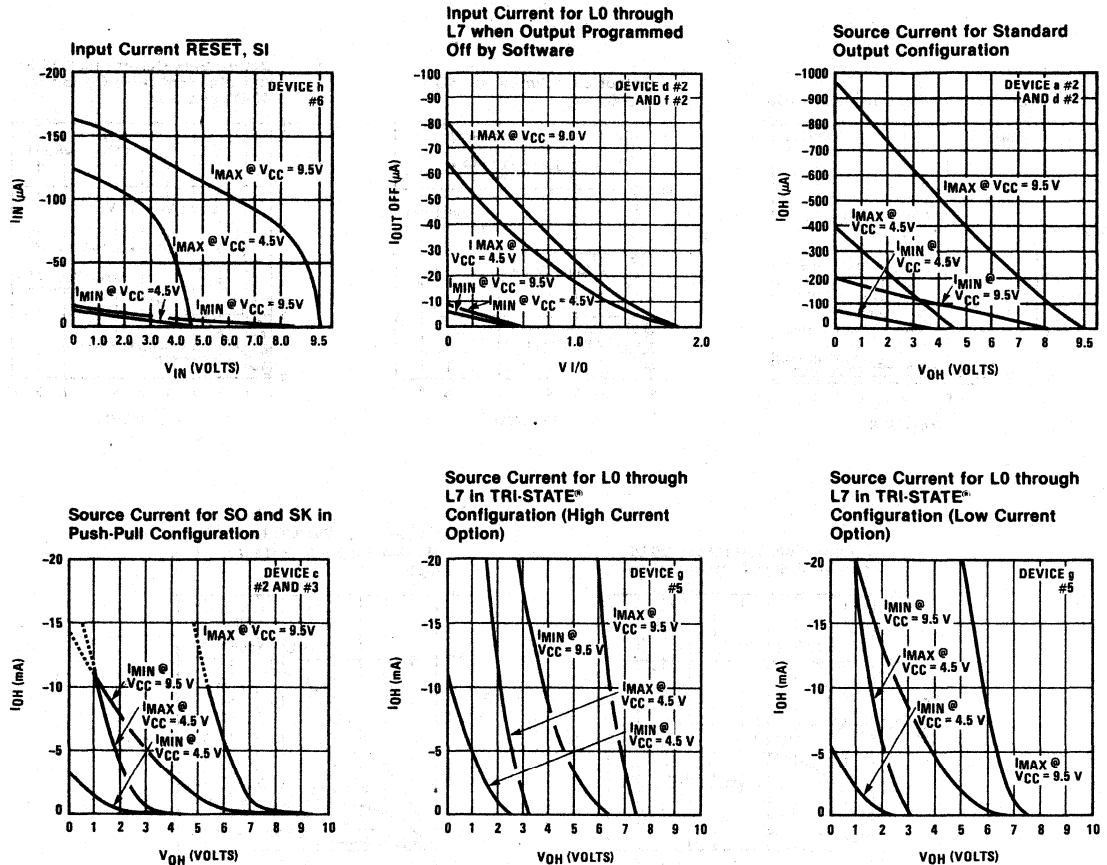 Input Current RESET, SI
-200
-150
-100
-50
0
IIN (μA)
DEVICE h
#6
IMAX @ VCC = 9.5V
IMAX @ VCC = 4.5V
IMIN @ VCC =4.5V
IMIN @ VCC = 9.5V
0 1.0 2.0 3.0 4.0 5.0 6.0 7.0 8.0 9.5
VIN (VOLTS)
Input Current for L0 through
L7 when Output Programmed
Off by Software
-100
-90
-80
-70
-60
-50
-40
-30
-20
-10
0
IOUT OFF (μA)
DEVICE d #2
AND f #2
I MAX @ VCC = 9.0 V
I MAX @
VCC = 4.5V
IMIN @ VCC = 9.5V
IMIN @ VCC = 4.5V
0 1.0 2.0
V I/O
Source Current for Standard
Output Configuration
-1000
-900
-800
-700
-600
-500
-400
-300
-200
-100
0
IOH (μA)
DEVICE a #2
AND d #2
IMAX @ VCC = 9.5 V
IMAX @
VCC = 4.5V
IMIN @
VCC = 4.5V
IMIN @
VCC = 9.5V
0 1 2 3 4 5 6 7 8 9.5
VOH (VOLTS)
Source Current for SO and SK in
Push-Pull Configuration
-20
-15
-10
-5
0
IOH (mA)
DEVICE c
#2 AND #3
IMAX @ VCC = 9.5V
IMIN @
VCC = 9.5 V
IMAX @
VCC = 4.5 V
IMIN @
VCC = 4.5V
0 1 2 3 4 5 6 7 8 9 10
VOH (VOLTS)
Source Current for L0 through
L7 in TRI-STATE®
Configuration (High Current
Option)
-20
-15
-10
-5
0
IOH (mA)
DEVICE g
#5
IMAX @
VCC = 9.5 V
IMIN @
VCC = 9.5V
IMAX @
VCC = 4.5 V
IMIN @
VCC = 4.5V
0 1 2 3 4 5 6 7 8 9 10
VOH (VOLTS)
Source Current for L0 through
L7 in TRI-STATE®
Configuration (Low Current
Option)
-20
-15
-10
-5
0
IOH (mA)
DEVICE g
#5
IMIN @
VCC = 9.5V
IMAX @
VCC = 4.5 V
IMIN @
VCC = 4.5V
IMAX @
VCC = 9.5 V
0 1 2 3 4 5 6 7 8 9 10
VOH (VOLTS)